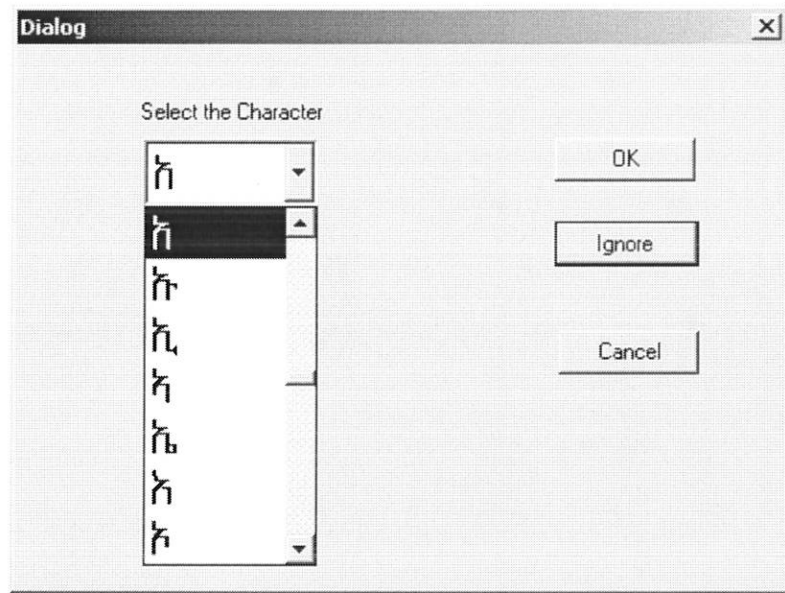 Dialog
Select the Character
አ
አ
ኡ
ኢ
ኣ
ኤ
እ
ኦ
OK
Ignore
Cancel